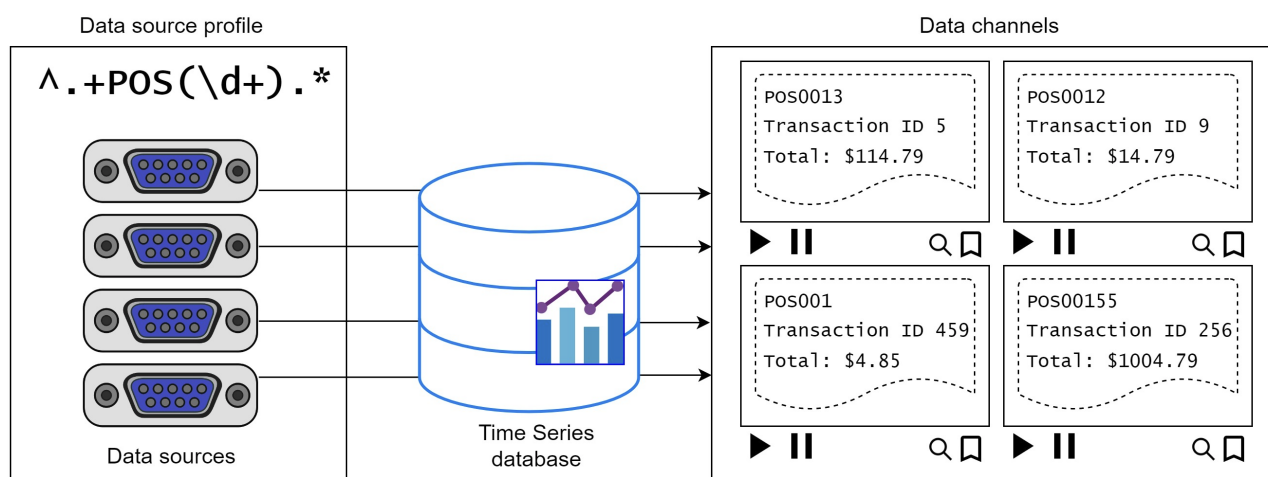 Data source profile
^.+POS(\d+).*
Data sources
Time Series
database
Data channels
POS0013
Transaction ID 5
Total: $114.79
POS0012
Transaction ID 9
Total: $14.79
POS001
Transaction ID 459
Total: $4.85
POS00155
Transaction ID 256
Total: $1004.79